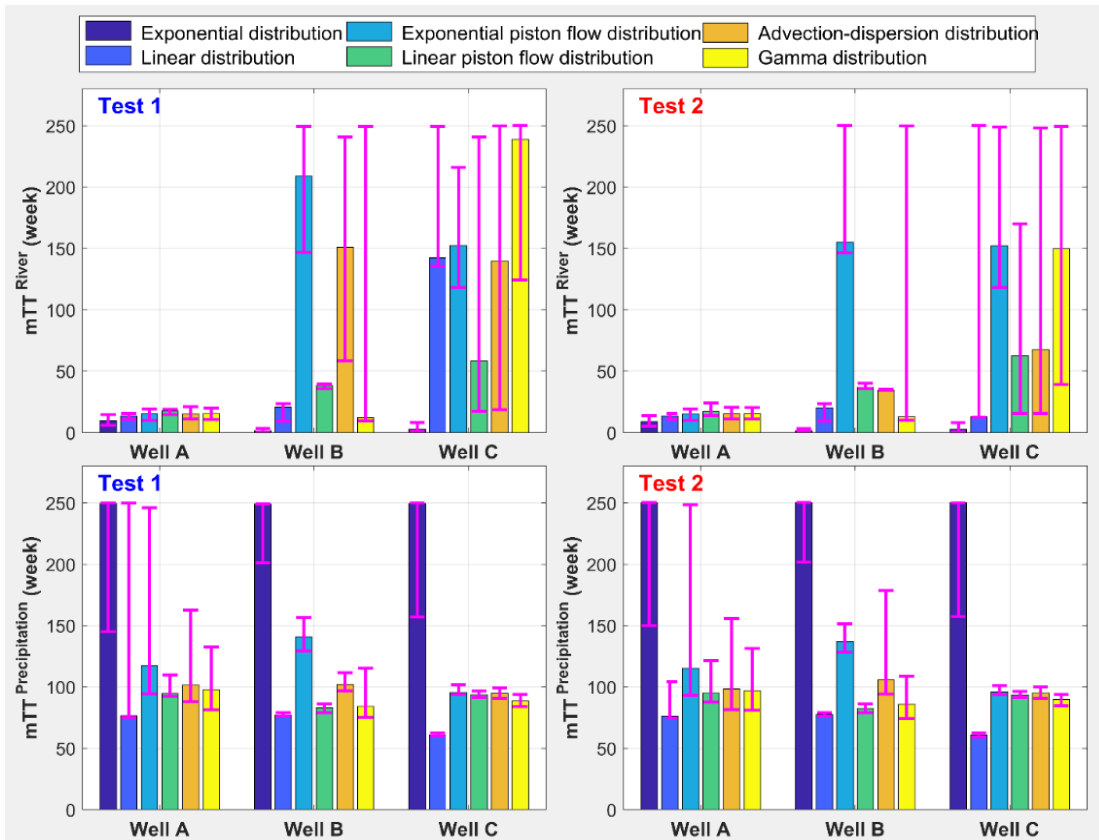 Exponential distribution Exponential piston flow distribution Advection-dispersion distribution
Linear distribution Linear piston flow distribution Gamma distribution
Test 1
250
200
150
100
50
0
mTT River (week)
Well A Well B Well C
Test 2
250
200
150
100
50
0
mTT River (week)
Well A Well B Well C
Test 1
250
200
150
100
50
0
mTT Precipitation (week)
Well A Well B Well C
Test 2
250
200
150
100
50
0
mTT Precipitation (week)
Well A Well B Well C